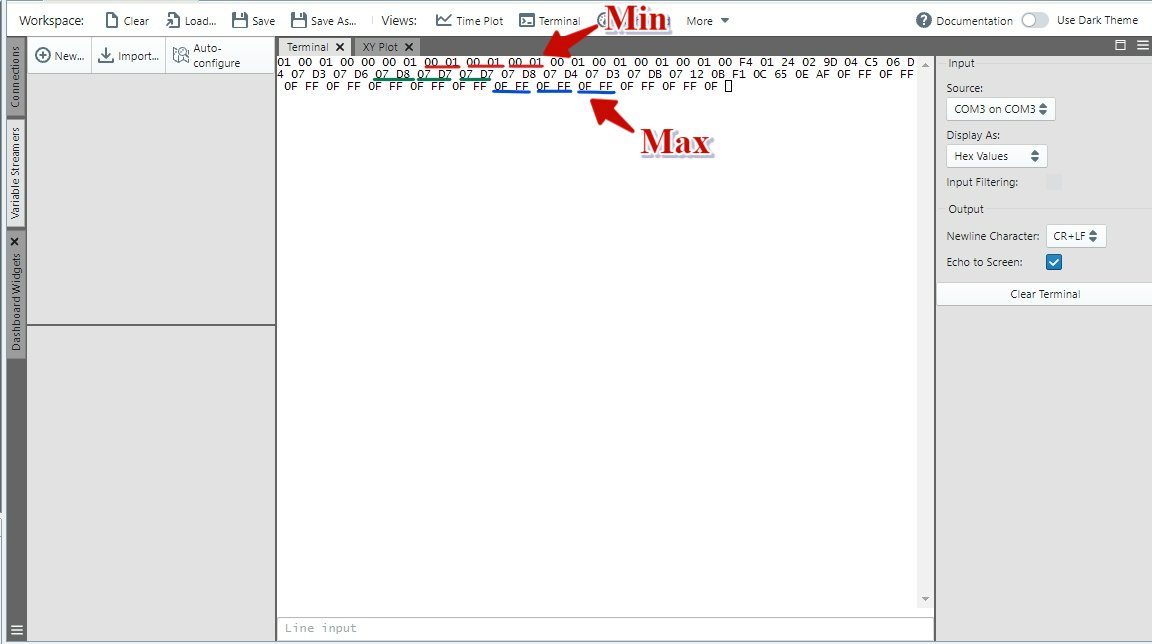 Workspace: Clear Load... Save Save As... Views: Time Plot Terminal More Documentation Use Dark Theme
Min
Connections
New... Import... Auto-configure
Terminal XY Plot
01 00 01 00 00 00 01 00 01 00 01 00 01 00 01 00 01 00 01 00 01 00 F4 01 24 02 9D 04 C5 06 D
4 07 D3 07 D6 07 D8 07 D7 07 D7 07 D8 07 D4 07 D3 07 DB 07 12 0B F1 0C 65 0E AF 0F FF 0F FF
0F FF 0F FF 0F FF 0F FF 0F FF 0F FF 0F FF 0F FF 0F FF 0F FF 0F
Max
Variable Streamers
Dashboard Widgets
Input
Source:
COM3 on COM3
Display As:
Hex Values
Input Filtering:
Output
Newline Character: CR+LF
Echo to Screen:
Clear Terminal
Line input